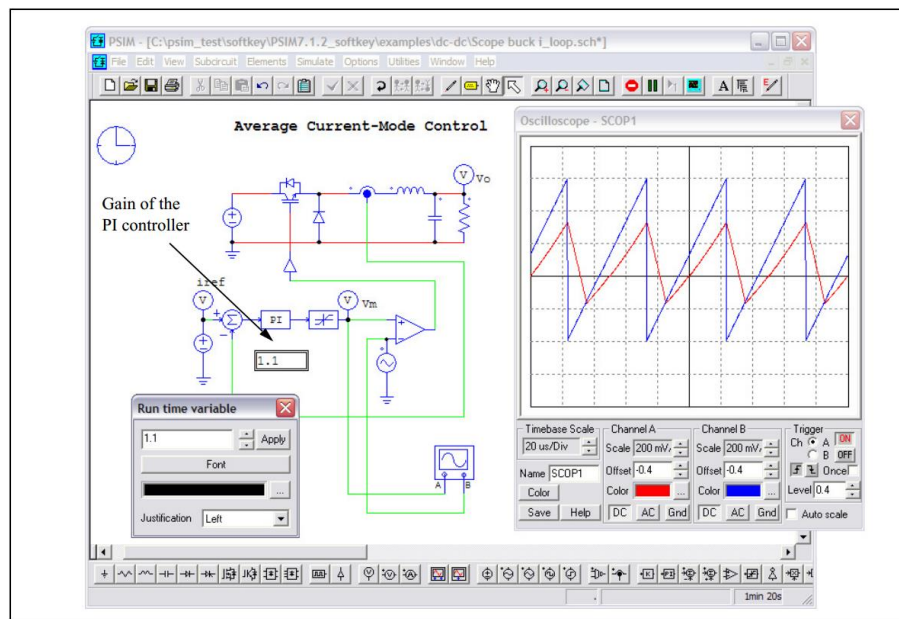 PSIM - [C:\psim_test\softkey\PSIM7.1.2_softkey\examples\dc-dc\Scope buck i_loop.sch*]
File Edit View Subcircuit Elements Simulate Options Utilities Window Help
Average Current-Mode Control
V
Vo
Gain of the
PI controller
iref
V
V
Vm
Σ
PI
1.1
A B
Run time variable
1.1
Apply
Font
...
Justification
Left
Oscilloscope - SCOP1
Timebase Scale
20 us/Div
Name SCOP1
Color
Save Help
Channel A
Scale 200 mV/
Offset -0.4
Color ...
DC AC Gnd
Channel B
Scale 200 mV/
Offset -0.4
Color ...
DC AC Gnd
Trigger
Ch A ON
B OFF
Once
Level 0.4
Auto scale
1min 20s